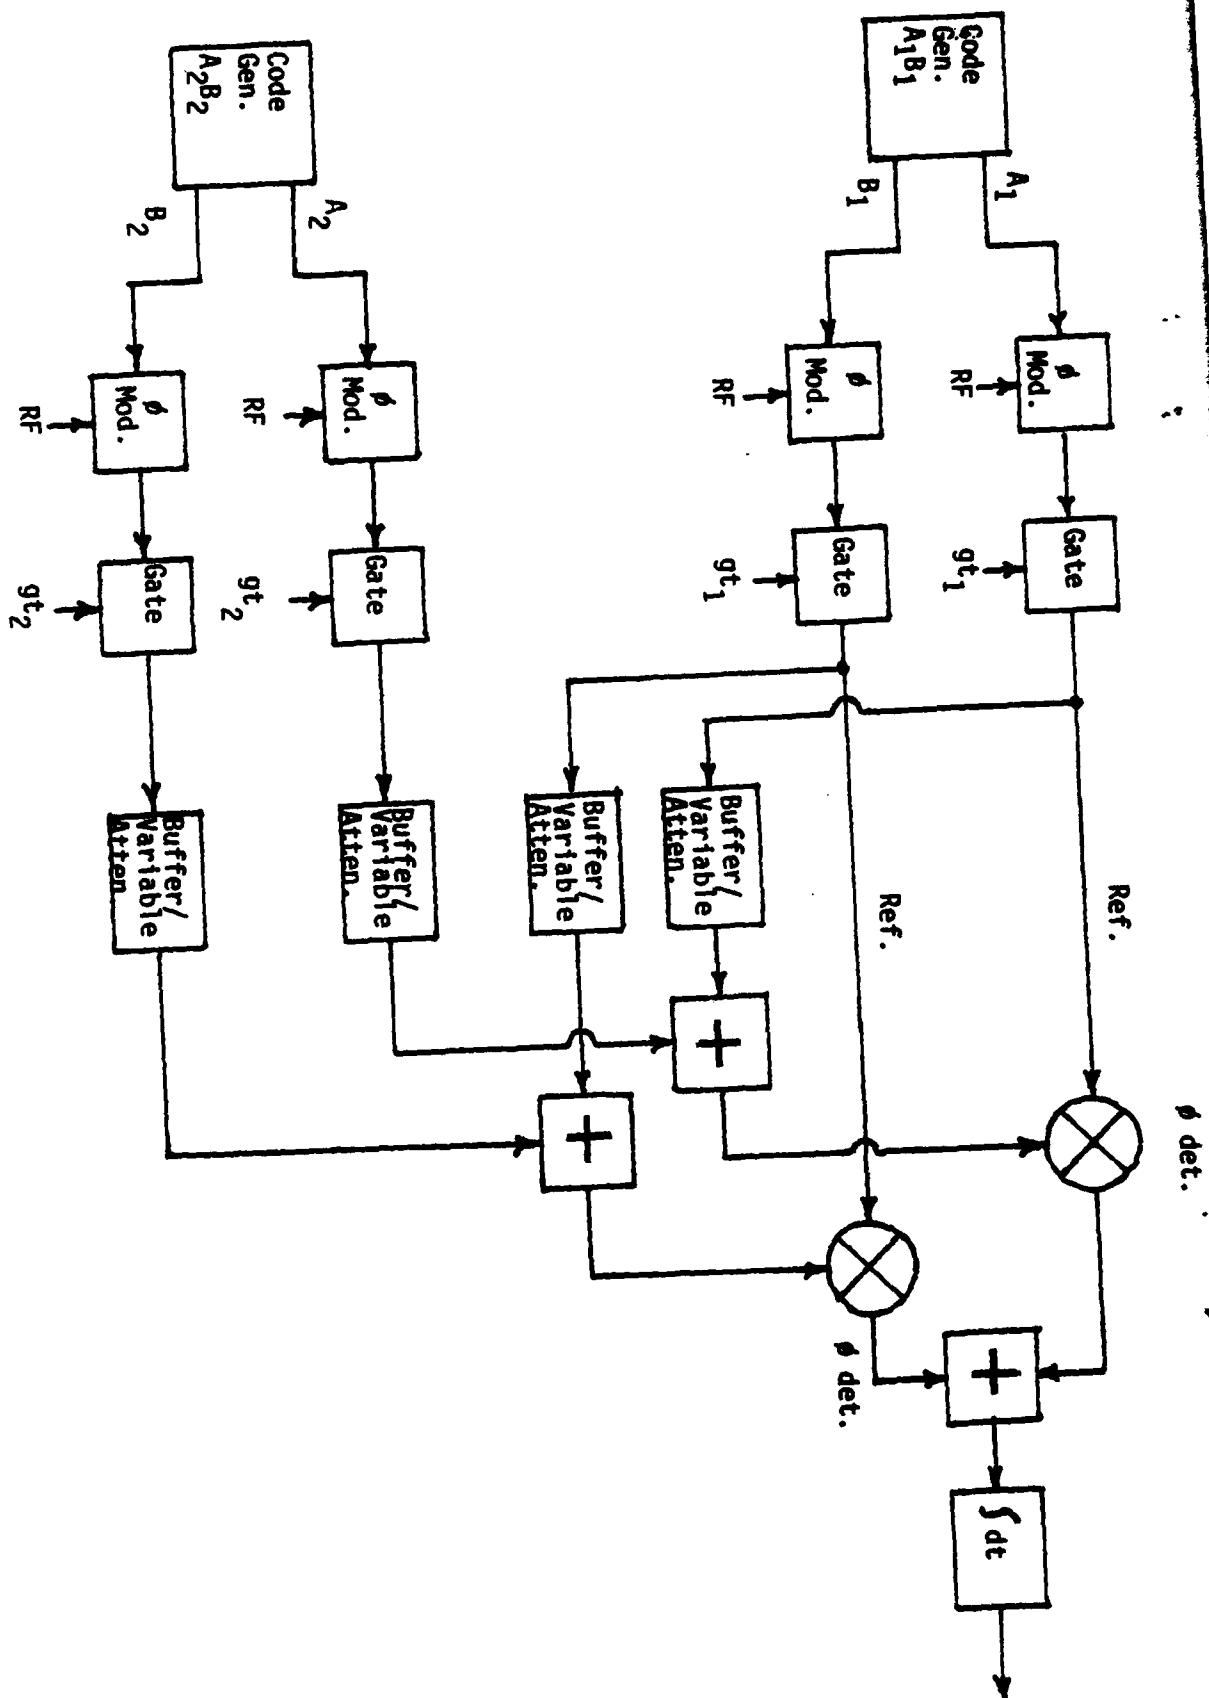 Code
Gen.
A₁B₁
A₁
B₁
ø
Mod.
RF
Gate
gt₁
Ref.
ø det.
ø
Mod.
RF
Gate
gt₁
Ref.
ø det.
Buffer/
Variable
Atten.
+
Buffer/
Variable
Atten.
+
+
∫dt
Code
Gen.
A₂B₂
A₂
B₂
ø
Mod.
RF
Gate
gt₂
Buffer/
Variable
Atten.
ø
Mod.
RF
Gate
gt₂
Buffer/
Variable
Atten.